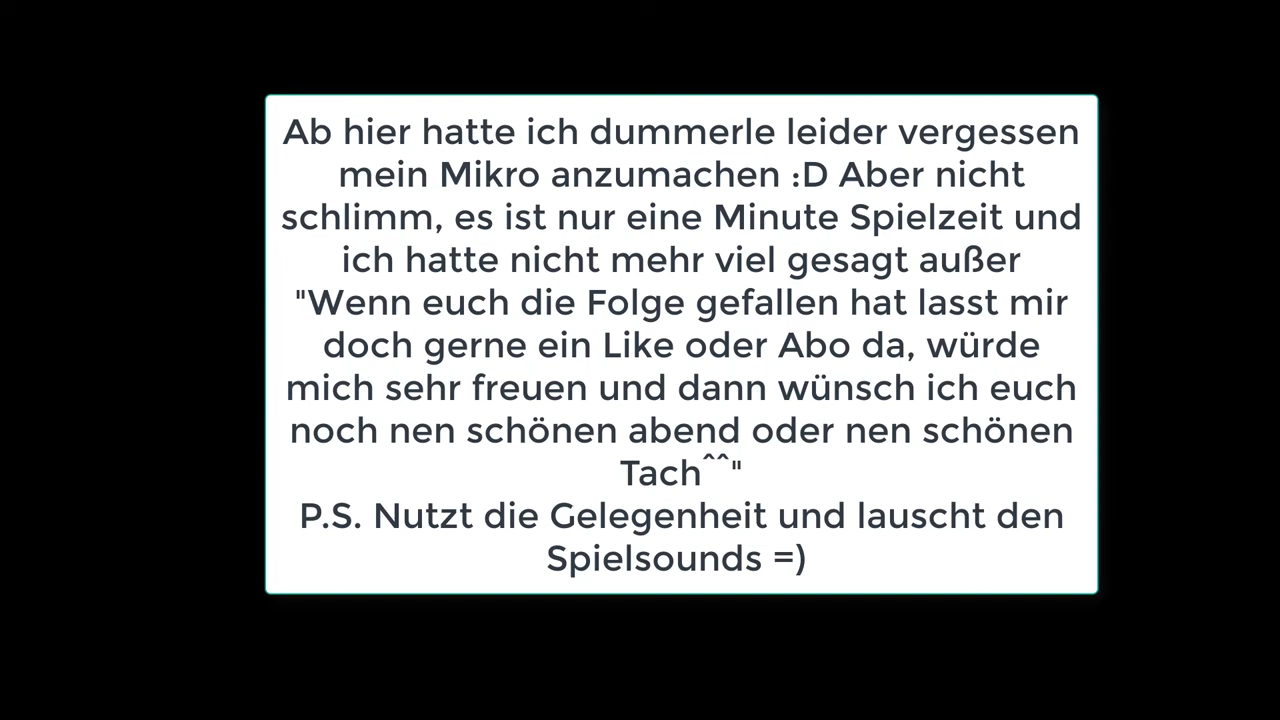 Ab hier hatte ich dummerle leider vergessen
mein Mikro anzumachen :D Aber nicht
schlimm, es ist nur eine Minute Spielzeit und
ich hatte nicht mehr viel gesagt außer
"Wenn euch die Folge gefallen hat lasst mir
doch gerne ein Like oder Abo da, würde
mich sehr freuen und dann wünsch ich euch
noch nen schönen abend oder nen schönen
Tach^^"
P.S. Nutzt die Gelegenheit und lauscht den
Spielsounds =)